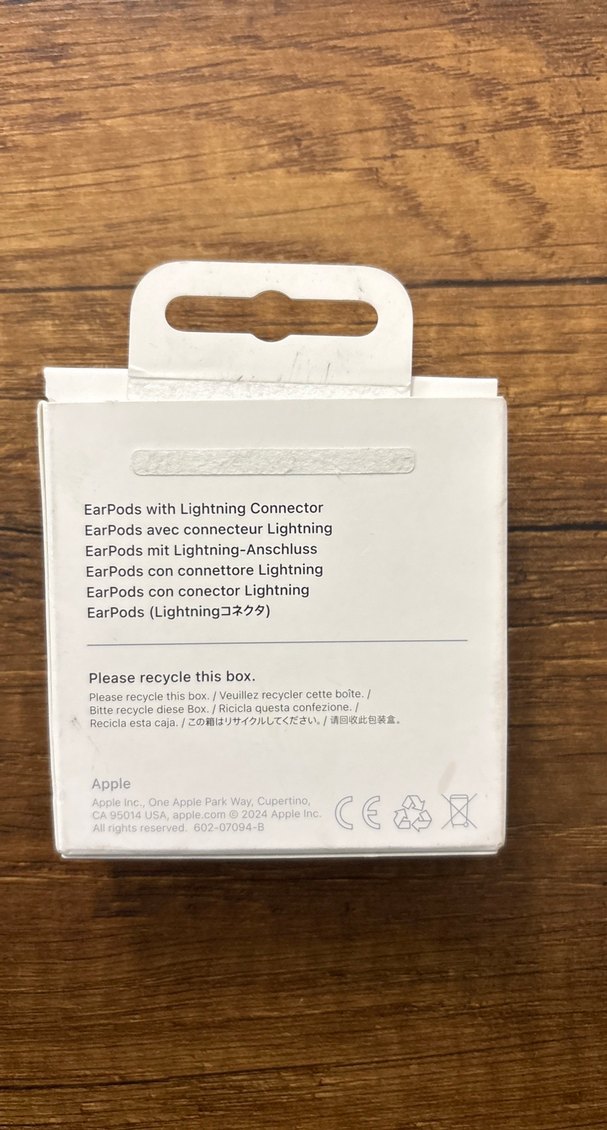 EarPods with Lightning Connector
EarPods avec connecteur Lightning
EarPods mit Lightning-Anschluss
EarPods con connettore Lightning
EarPods con conector Lightning
EarPods (Lightningコネクタ)
Please recycle this box.
Please recycle this box. / Veuillez recycler cette boîte. /
Bitte recycle diese Box. / Ricicla questa confezione. /
Recicla esta caja. / この箱はリサイクルしてください。/ 请回收此包装盒。
Apple
Apple Inc., One Apple Park Way, Cupertino,
CA 95014 USA, apple.com © 2024 Apple Inc.
All rights reserved. 602-07094-B
CE